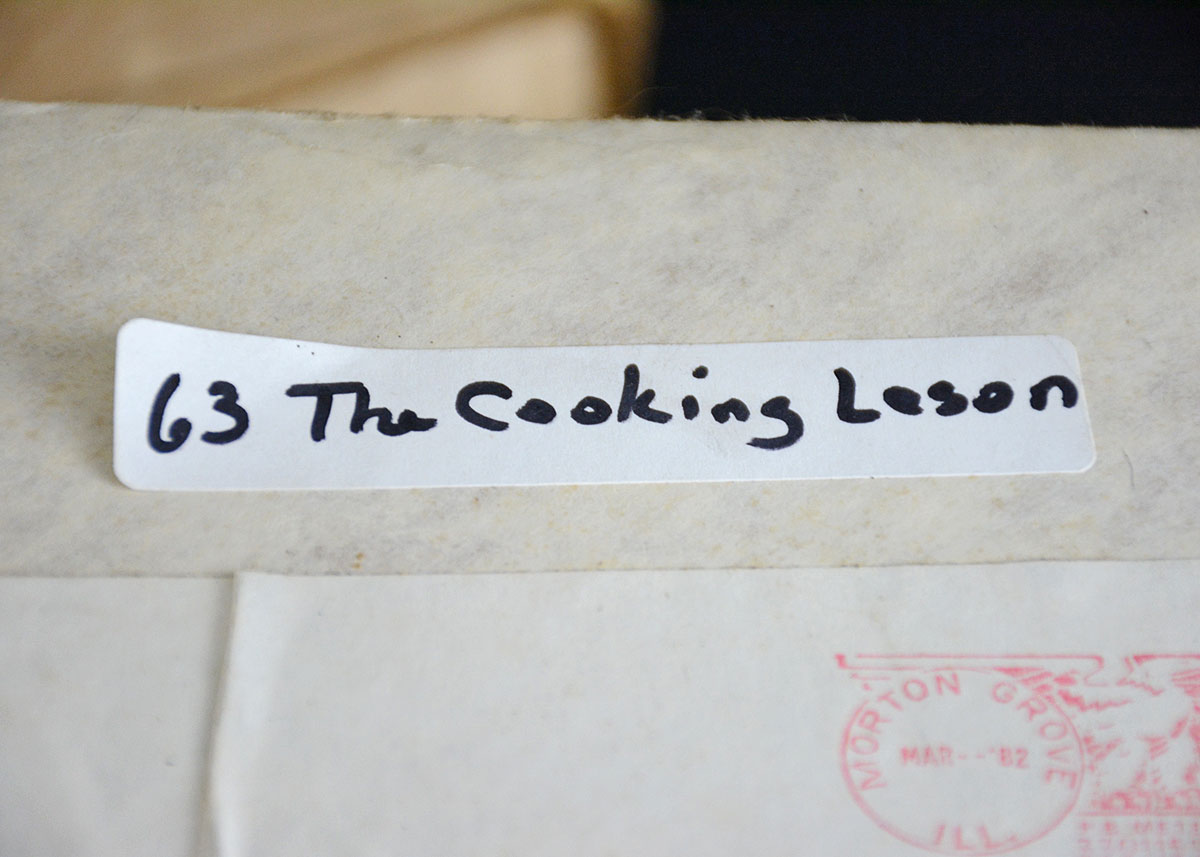 63 The Cooking Leson
MORTON GROVE
MAR--'82
ILL.